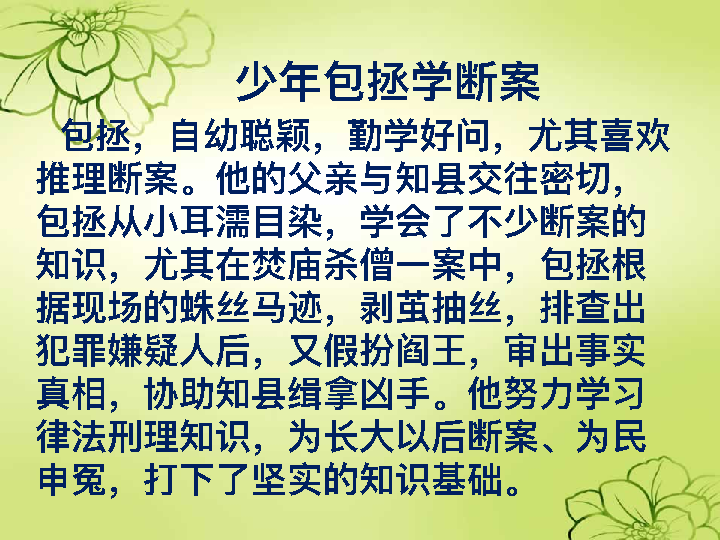 少年包拯学断案
包拯，自幼聪颖，勤学好问，尤其喜欢
推理断案。他的父亲与知县交往密切，
包拯从小耳濡目染，学会了不少断案的
知识，尤其在焚庙杀僧一案中，包拯根
据现场的蛛丝马迹，剥茧抽丝，排查出
犯罪嫌疑人后，又假扮阎王，审出事实
真相，协助知县缉拿凶手。他努力学习
律法刑理知识，为长大以后断案、为民
申冤，打下了坚实的知识基础。